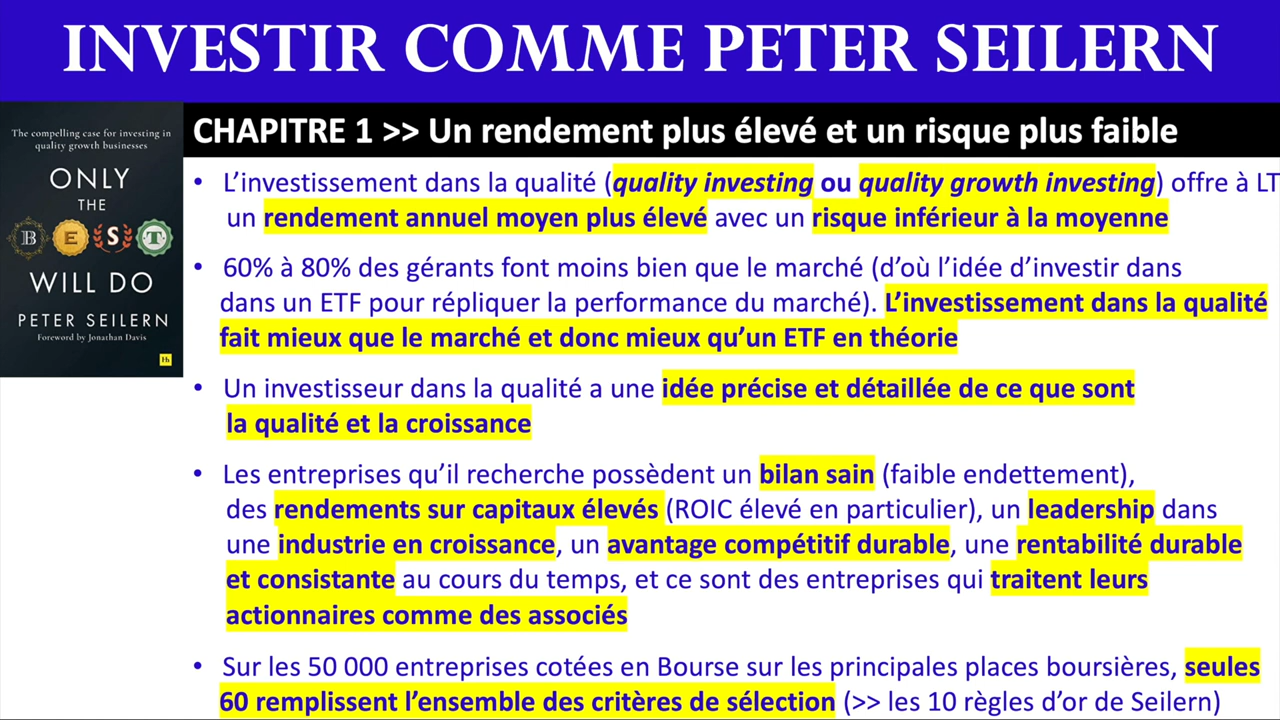 INVESTIR COMME PETER SEILERN
The compelling case for investing in
quality growth businesses
ONLY
THE
BEST
WILL DO
PETER SEILERN
Foreword by Jonathan Davis
CHAPITRE 1 >> Un rendement plus élevé et un risque plus faible
• L’investissement dans la qualité (quality investing ou quality growth investing) offre à LT
un rendement annuel moyen plus élevé avec un risque inférieur à la moyenne
• 60% à 80% des gérants font moins bien que le marché (d’où l’idée d’investir dans
dans un ETF pour répliquer la performance du marché). L’investissement dans la qualité
fait mieux que le marché et donc mieux qu’un ETF en théorie
• Un investisseur dans la qualité a une idée précise et détaillée de ce que sont
la qualité et la croissance
• Les entreprises qu’il recherche possèdent un bilan sain (faible endettement),
des rendements sur capitaux élevés (ROIC élevé en particulier), un leadership dans
une industrie en croissance, un avantage compétitif durable, une rentabilité durable
et consistante au cours du temps, et ce sont des entreprises qui traitent leurs
actionnaires comme des associés
• Sur les 50 000 entreprises cotées en Bourse sur les principales places boursières, seules
60 remplissent l’ensemble des critères de sélection (>> les 10 règles d’or de Seilern)